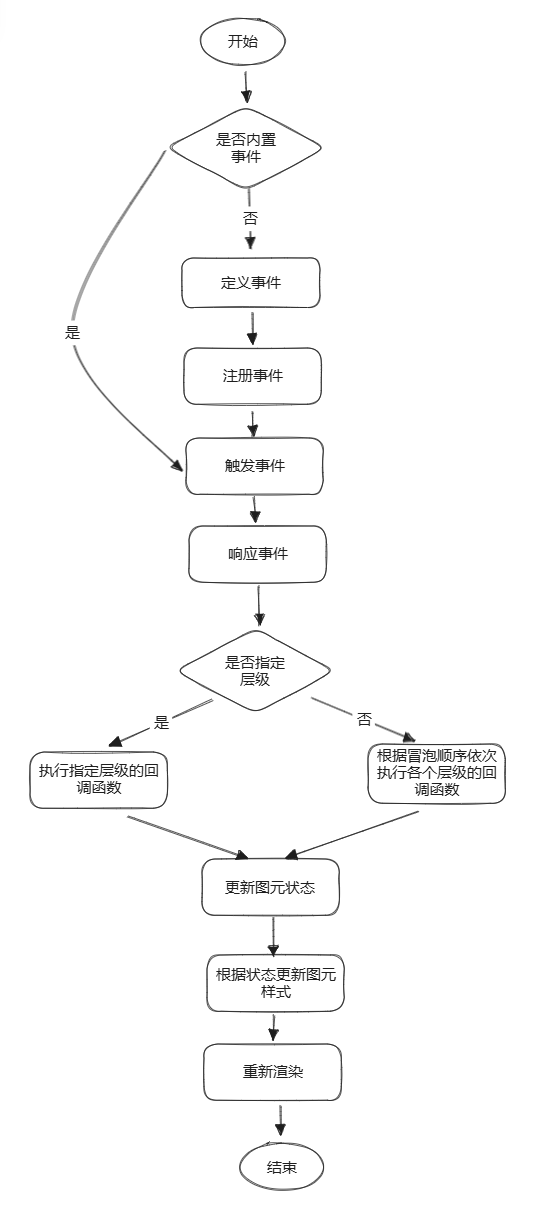 开始
是否内置
事件
否
定义事件
是
注册事件
触发事件
响应事件
是否指定
层级
是
否
执行指定层级的回
调函数
根据冒泡顺序依次
执行各个层级的回
调函数
更新图元状态
根据状态更新图元
样式
重新渲染
结束